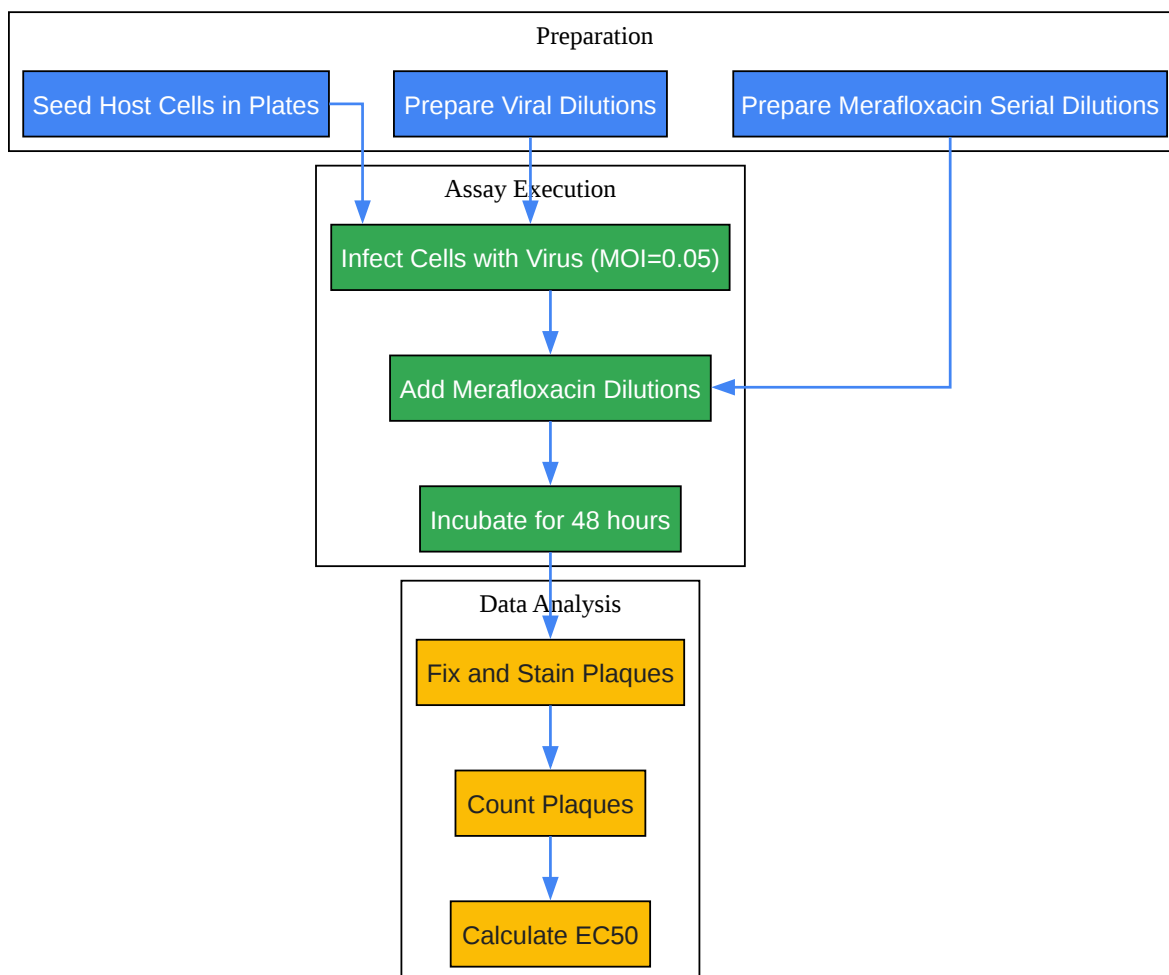 Preparation
Seed Host Cells in Plates
Prepare Viral Dilutions
Prepare Merafloxacin Serial Dilutions
Assay Execution
Infect Cells with Virus (MOI=0.05)
Add Merafloxacin Dilutions
Incubate for 48 hours
Data Analysis
Fix and Stain Plaques
Count Plaques
Calculate EC50